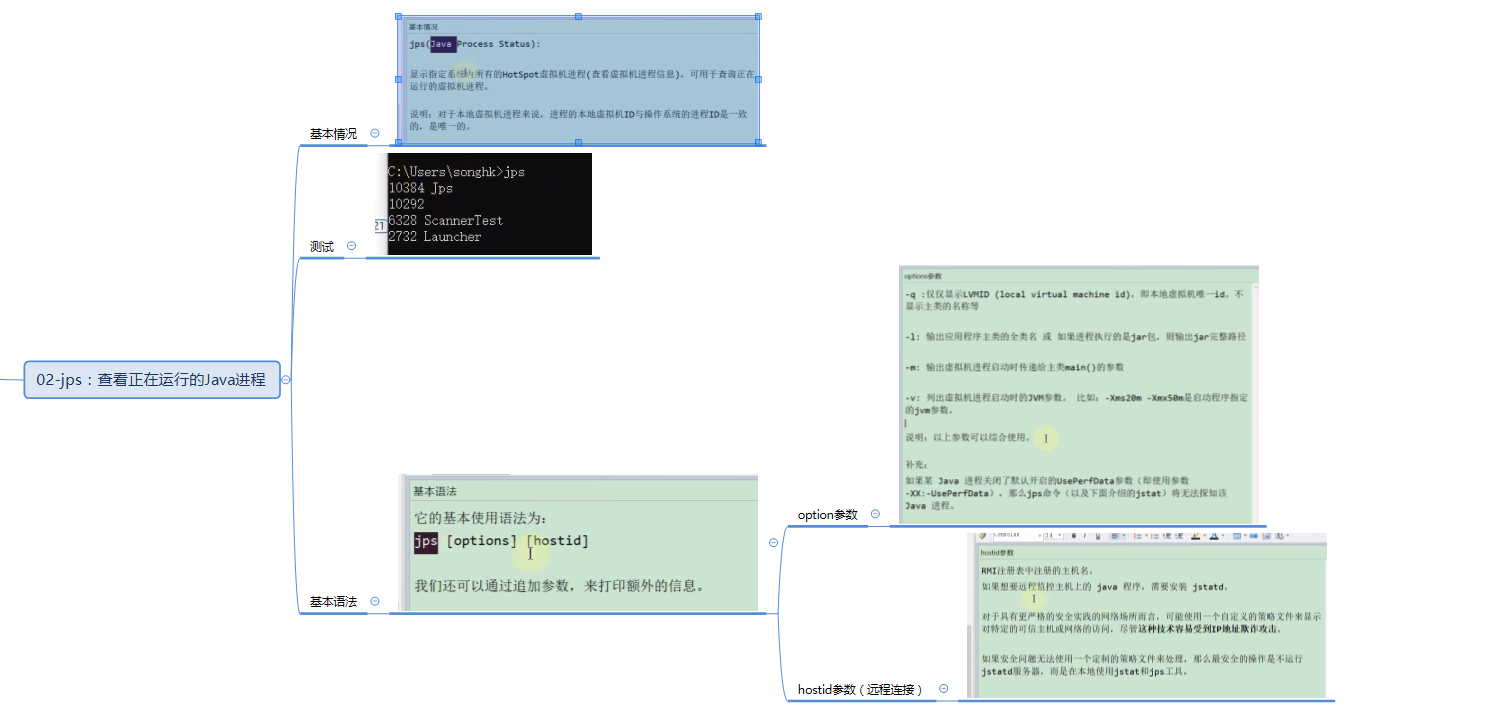 02-jps：查看正在运行的Java进程
基本情况
基本情况
jps(Java Process Status):
显示指定系统内所有的HotSpot虚拟机进程(查看虚拟机进程信息)，可用于查询正在
运行的虚拟机进程。
说明：对于本地虚拟机进程来说，进程的本地虚拟机ID与操作系统的进程ID是一致
的，是唯一的。
测试
21
C:\Users\songhk>jps
10384 Jps
10292
6328 ScannerTest
2732 Launcher
基本语法
基本语法
它的基本使用语法为：
jps [options] [hostid]
我们还可以通过追加参数，来打印额外的信息。
option参数
options参数
-q :仅仅显示LVMID (local virtual machine id)，即本地虚拟机唯一id。不
显示主类的名称等
-l: 输出应用程序主类的全类名 或 如果进程执行的是jar包，则输出jar完整路径
-m: 输出虚拟机进程启动时传递给主类main()的参数
-v: 列出虚拟机进程启动时的JVM参数。 比如：-Xms20m -Xmx50m是启动程序指定
的jvm参数。
说明：以上参数可以综合使用。
补充：
如果某 Java 进程关闭了默认开启的UsePerfData参数（即使用参数
-XX:-UsePerfData），那么jps命令（以及下面介绍的jstat）将无法探知该
Java 进程。
hostid参数（远程连接）
hostid参数
RMI注册表中注册的主机名。
如果想要远程监控主机上的 java 程序，需要安装 jstatd。
对于具有更严格的安全实践的网络场所而言，可能使用一个自定义的策略文件来显示
对特定的可信主机或网络的访问，尽管这种技术容易受到IP地址欺诈攻击。
如果安全问题无法使用一个定制的策略文件来处理，那么最安全的操作是不运行
jstatd服务器，而是在本地使用jstat和jps工具。